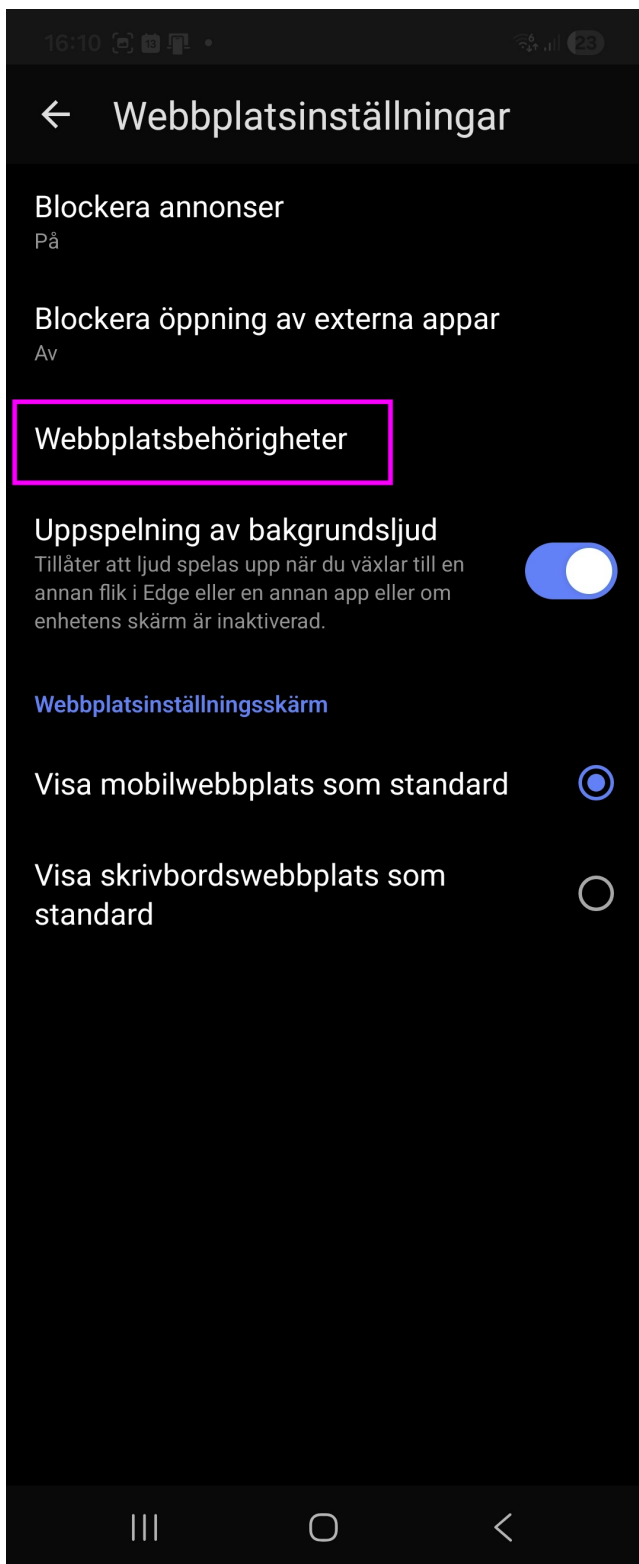 16:10
23
Webbplatsinställningar
Blockera annonser
På
Blockera öppning av externa appar
Av
Webbplatsbehörigheter
Uppspelning av bakgrundsljud
Tillåter att ljud spelas upp när du växlar till en
annan flik i Edge eller en annan app eller om
enhetens skärm är inaktiverad.
Webbplatsinställningsskärm
Visa mobilwebbplats som standard
Visa skrivbordswebbplats som
standard